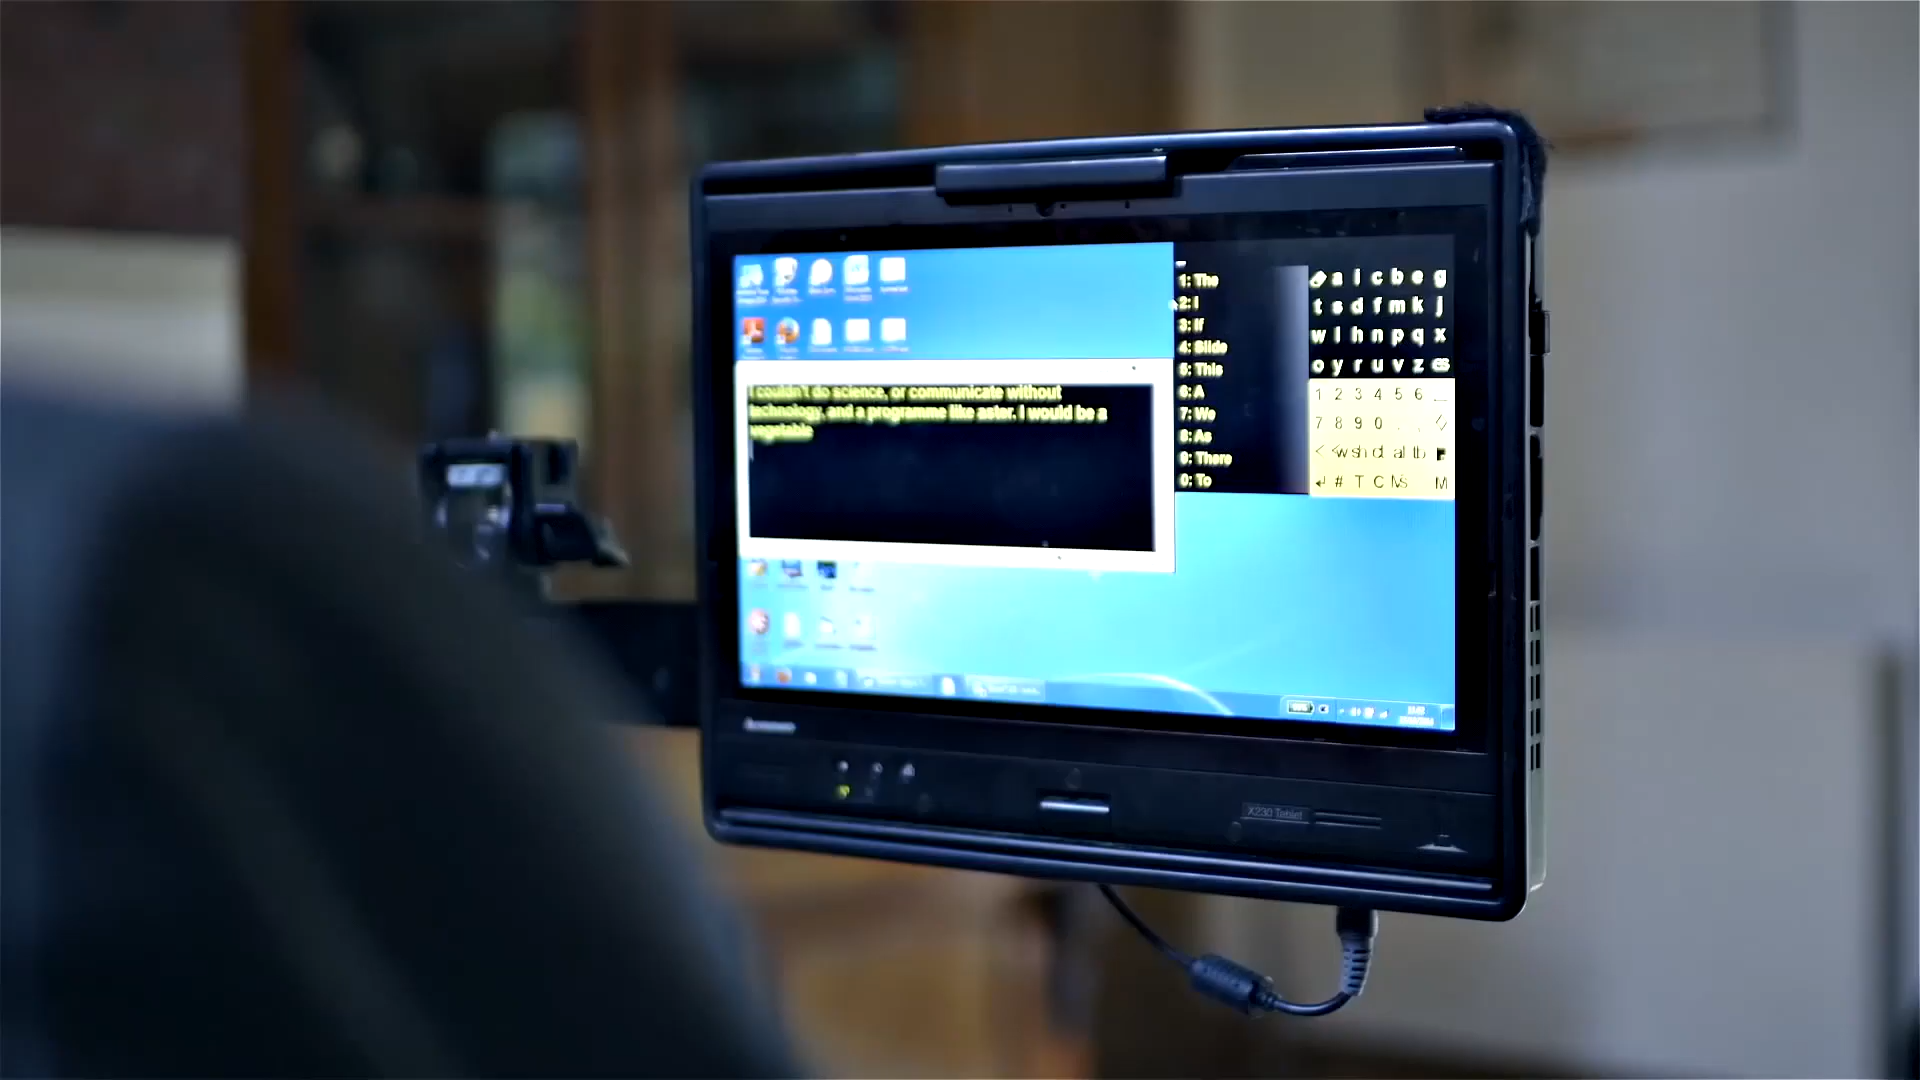 I couldn't do science, or communicate without
technology, and a programme like aster. I would be a
vegetable
1: The
2: I
3: If
4: Slide
5: This
6: A
7: We
8: As
9: There
0: To
a i c b e g
t s d f m k j
w l h n p q x
o y r u v z
1 2 3 4 5 6
7 8 9 0
# T C M
lenovo
X230 Tablet